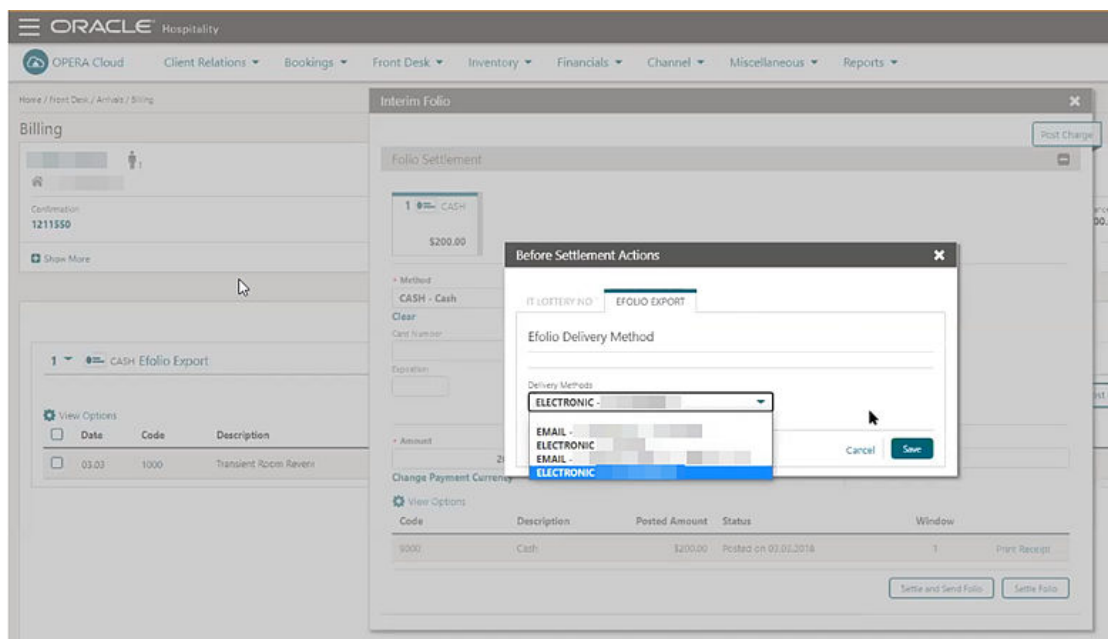 ORACLE Hospitality
OPERA Cloud Client Relations Bookings Front Desk Inventory Financials Channel Miscellaneous Reports
Home / Front Desk / Arrivals / Billing
Billing
1
Confirmation
1211550
Show More
1 CASH Efolio Export
View Options
Date Code Description
03.03 1000 Transient Room Reven
Interim Folio
Post Charge
Folio Settlement
1 CASH
$200.00
Method
CASH - Cash
Clear
Card Number
Expiration
Amount
Change Payment Currency
View Options
Code Description Posted Amount Status Window
9000 Cash $200.00 Posted on 03.03.2018 1 Print Receipt
Settle and Send Folio Settle Folio
Before Settlement Actions
IT LOTTERY NO EFOLIO EXPORT
Efolio Delivery Method
Delivery Methods
ELECTRONIC -
EMAIL -
ELECTRONIC
EMAIL -
ELECTRONIC
Cancel Save